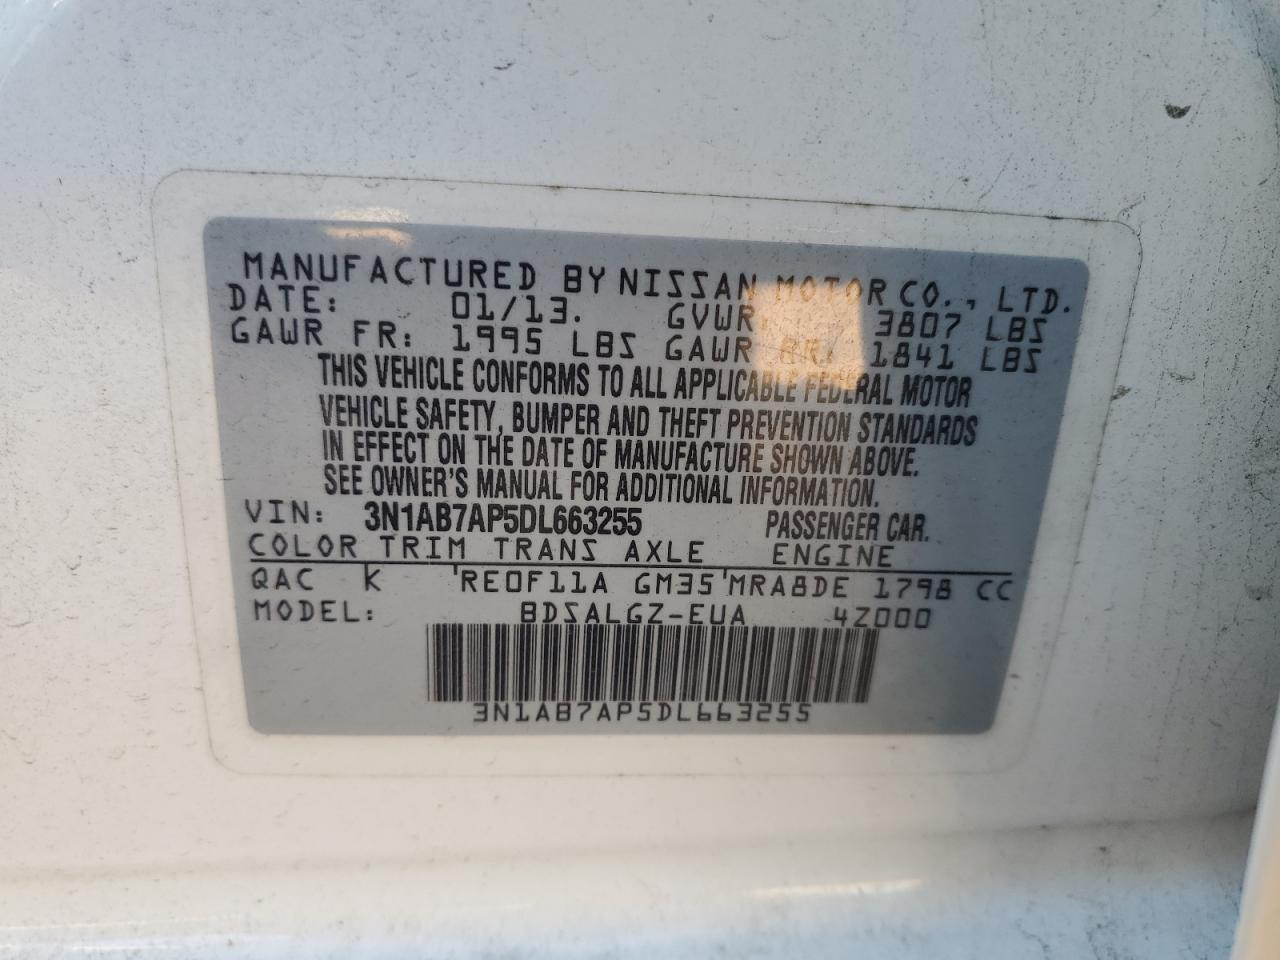 MANUFACTURED BY NISSAN MOTOR CO., LTD.
DATE: 01/13. GVWR: 3807 LBS
GAWR FR: 1995 LBS GAWR RR: 1841 LBS
THIS VEHICLE CONFORMS TO ALL APPLICABLE FEDERAL MOTOR
VEHICLE SAFETY, BUMPER AND THEFT PREVENTION STANDARDS
IN EFFECT ON THE DATE OF MANUFACTURE SHOWN ABOVE.
SEE OWNER'S MANUAL FOR ADDITIONAL INFORMATION.
VIN: 3N1AB7AP5DL663255 PASSENGER CAR.
COLOR TRIM TRANS AXLE ENGINE
QAC K RE0F11A GM35 MRA8DE 1798 CC
MODEL: BDSALGZ-EUA 4Z000
3N1AB7AP5DL663255